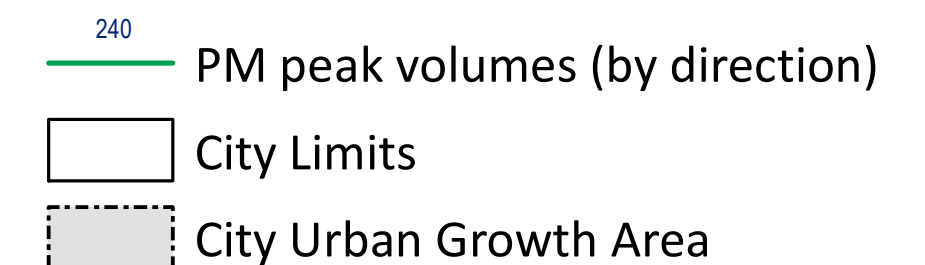 240
PM peak volumes (by direction)
City Limits
City Urban Growth Area